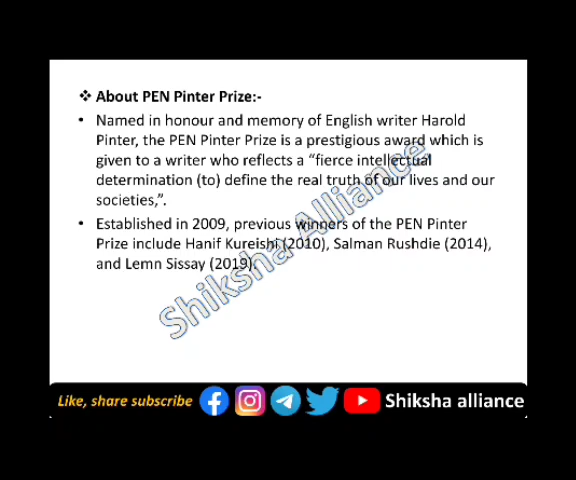 ❖ About PEN Pinter Prize:-
• Named in honour and memory of English writer Harold
Pinter, the PEN Pinter Prize is a prestigious award which is
given to a writer who reflects a “fierce intellectual
determination (to) define the real truth of our lives and our
societies,”.
• Established in 2009, previous winners of the PEN Pinter
Prize include Hanif Kureishi (2010), Salman Rushdie (2014),
and Lemn Sissay (2019).
Shiksha Alliance
Like, share subscribe
Shiksha alliance